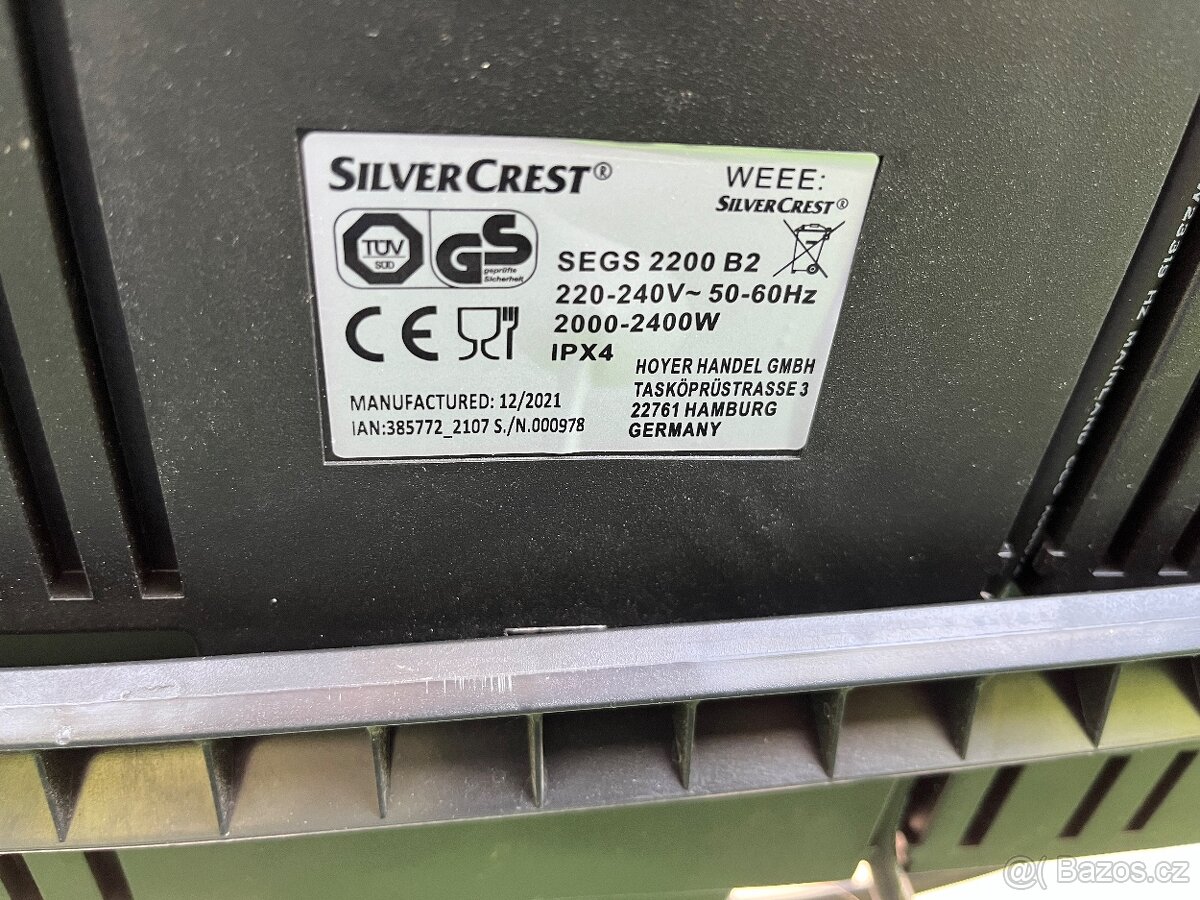 SILVERCREST®
WEEE:
SILVERCREST®
TÜV
SÜD
GS
geprüfte
Sicherheit
SEGS 2200 B2
220-240V~ 50-60Hz
2000-2400W
IPX4
CE
HOYER HANDEL GMBH
TASKÖPRÜSTRASSE 3
22761 HAMBURG
GERMANY
MANUFACTURED: 12/2021
IAN:385772_2107 S./N.000978
Bazos.cz